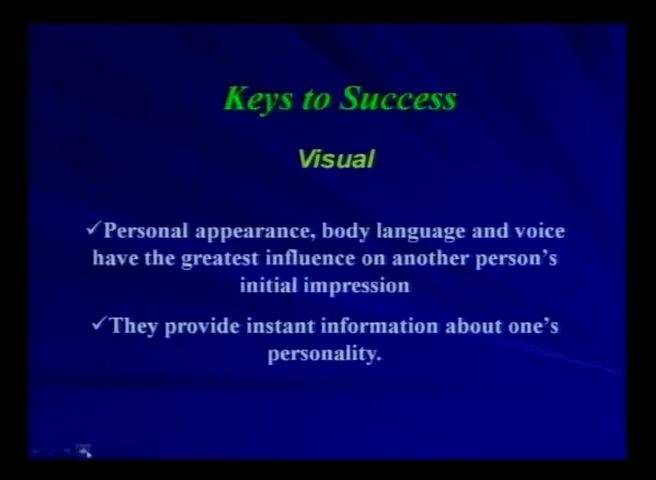 Keys to Success
Visual
✓Personal appearance, body language and voice
have the greatest influence on another person's
initial impression
✓They provide instant information about one's
personality.